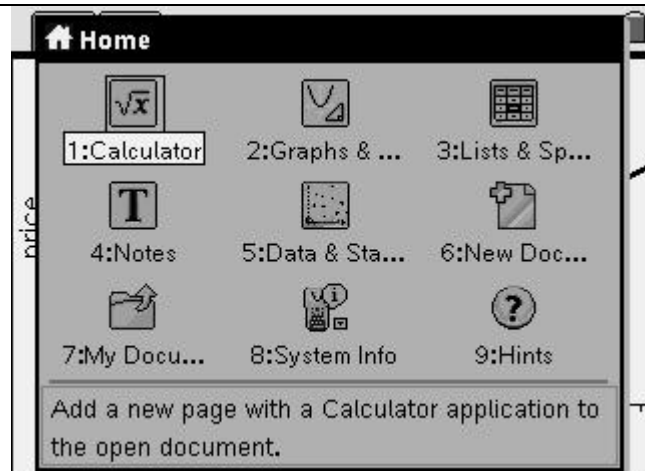 Home
√x
1:Calculator
2:Graphs & ...
3:Lists & Sp...
T
4:Notes
5:Data & Sta...
6:New Doc...
7:My Docu...
8:System Info
?
9:Hints
price
Add a new page with a Calculator application to
the open document.